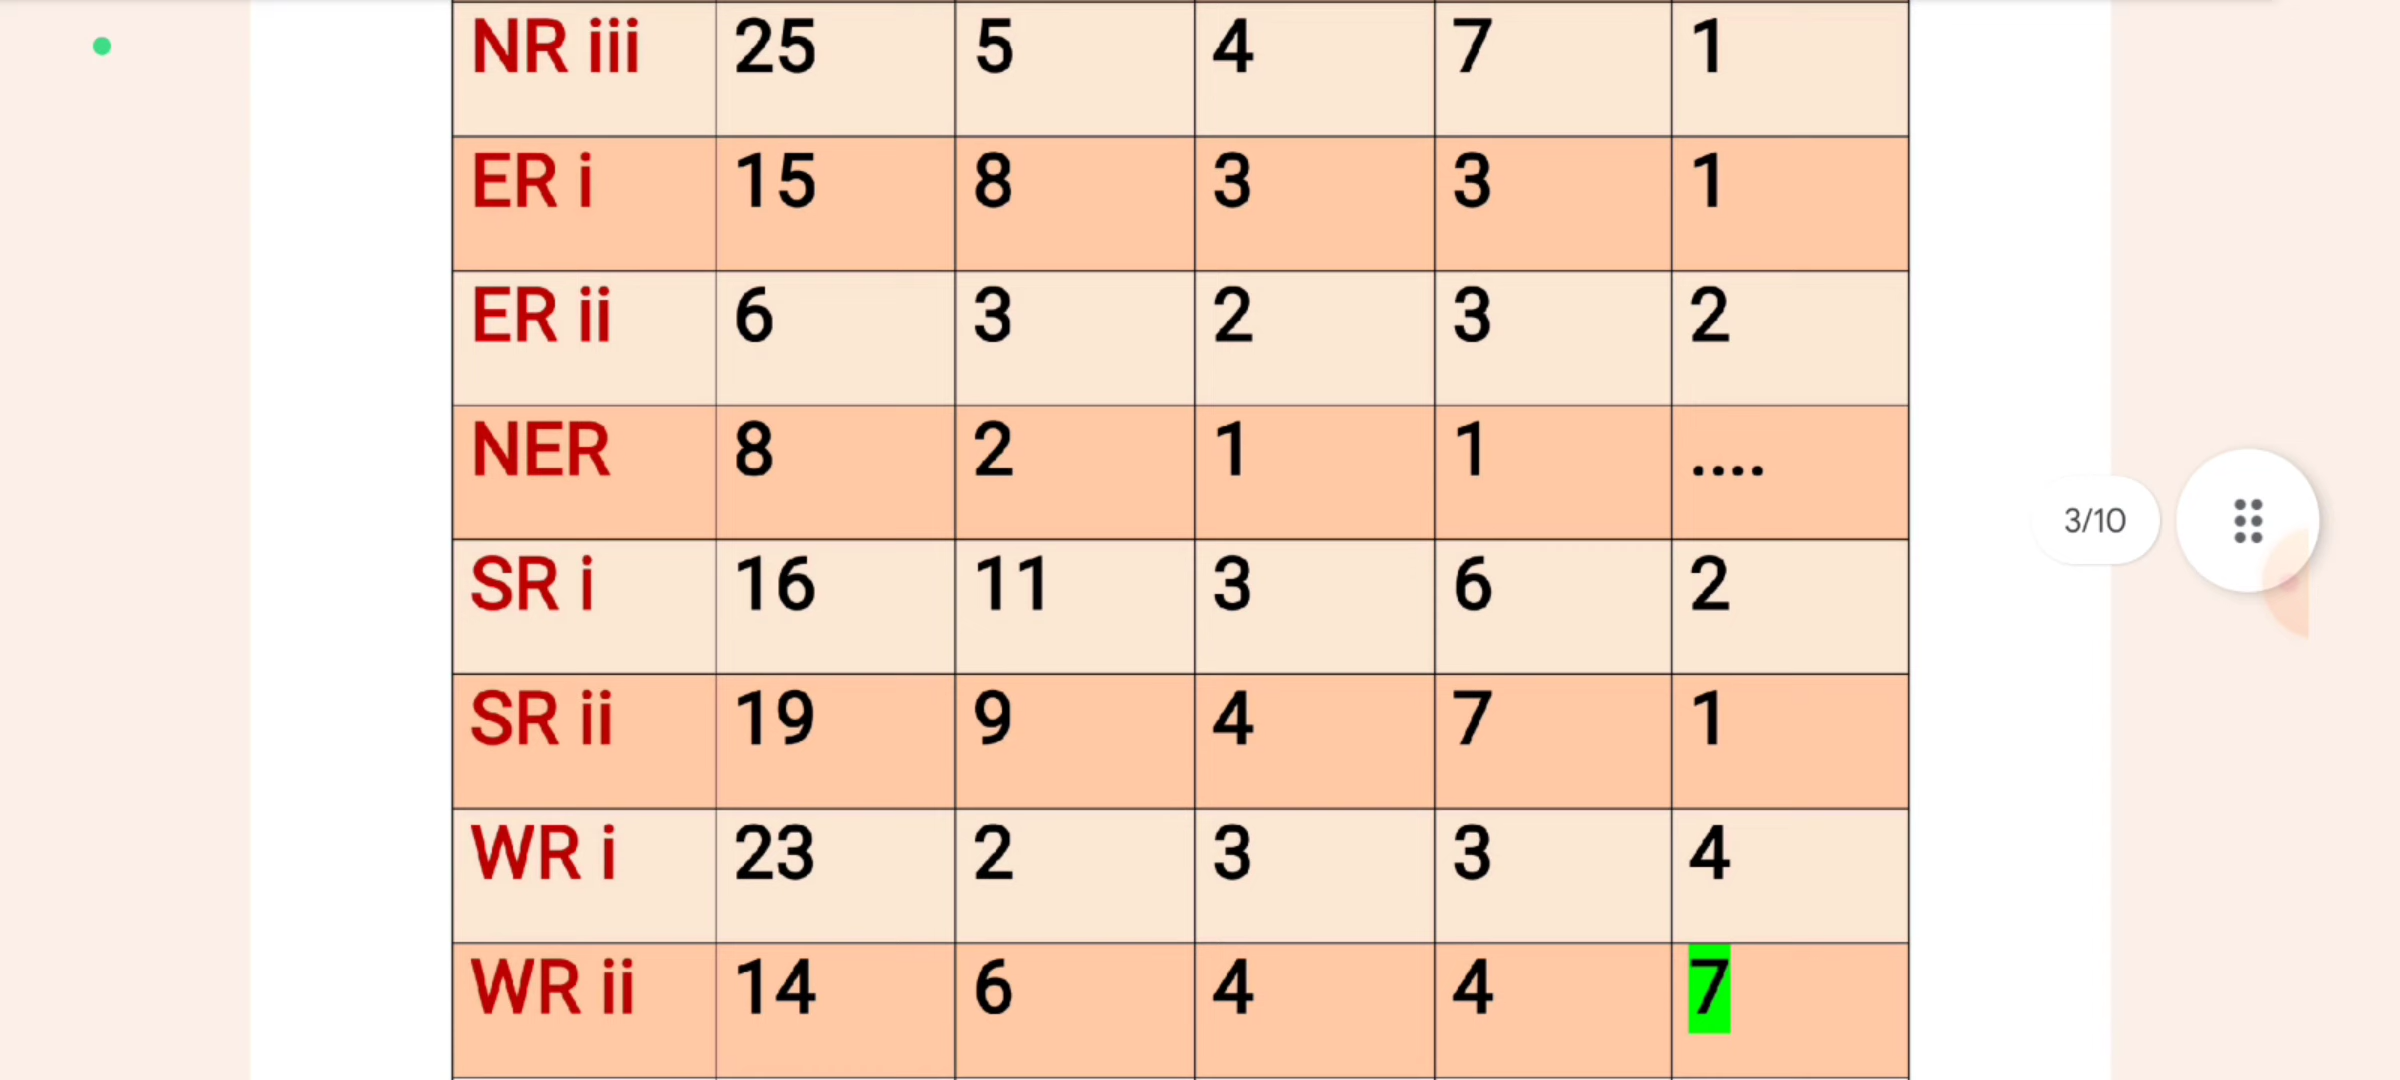 NR iii 25 5 4 7 1
ER i 15 8 3 3 1
ER ii 6 3 2 3 2
NER 8 2 1 1 ....
3/10
SR i 16 11 3 6 2
SR ii 19 9 4 7 1
WR i 23 2 3 3 4
WR ii 14 6 4 4 7